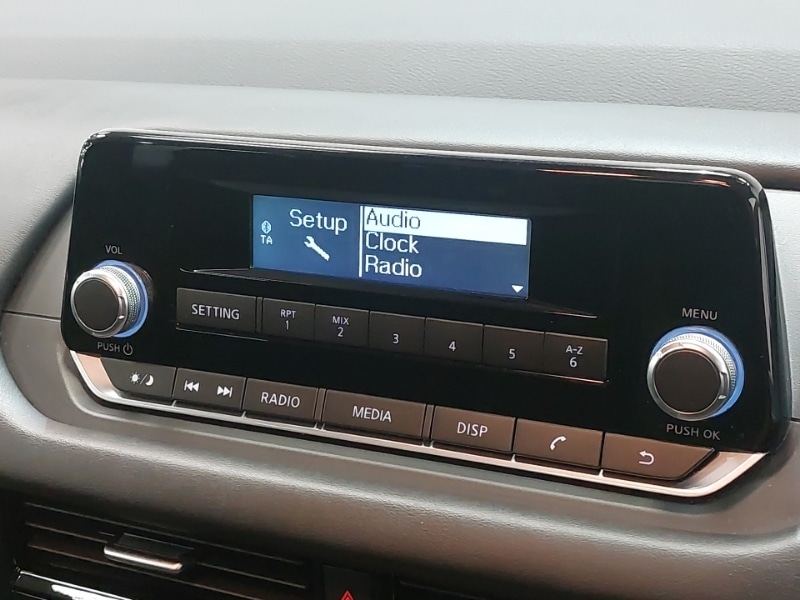 Setup
TA
Audio
Clock
Radio
VOL
PUSH
MENU
PUSH OK
SETTING
RPT
1
MIX
2
3
4
5
A-Z
6
RADIO
MEDIA
DISP